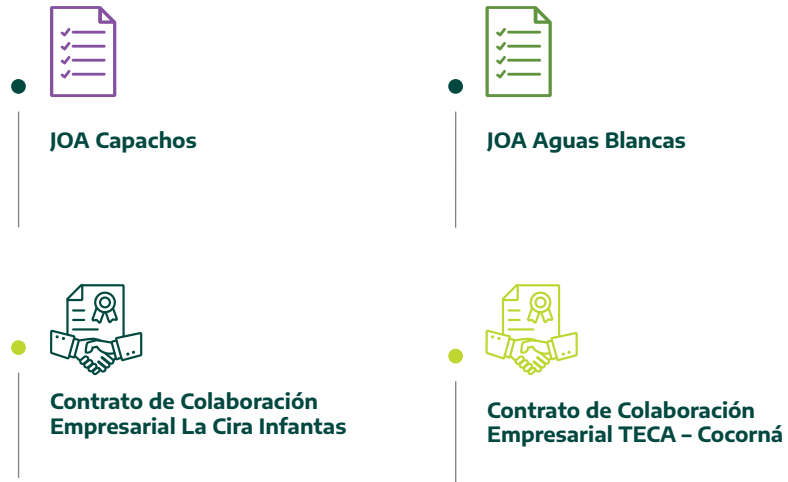 JOA Capachos
JOA Aguas Blancas
Contrato de Colaboración
Empresarial La Cira Infantas
Contrato de Colaboración
Empresarial TECA – Cocorná